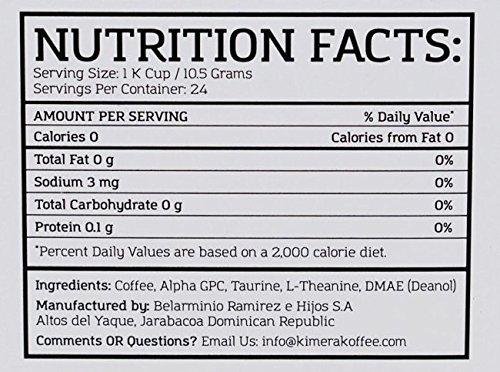 NUTRITION FACTS:
Serving Size: 1 K Cup / 10.5 Grams
Servings Per Container: 24
AMOUNT PER SERVING % Daily Value*
Calories 0 Calories from Fat 0
Total Fat 0 g 0%
Sodium 3 mg 0%
Total Carbohydrate 0 g 0%
Protein 0.1 g 0%
*Percent Daily Values are based on a 2,000 calorie diet.
Ingredients: Coffee, Alpha GPC, Taurine, L-Theanine, DMAE (Deanol)
Manufactured by: Belarminio Ramirez e Hijos S.A
Altos del Yaque, Jarabacoa Dominican Republic
Comments OR Questions? Email Us: info@kimerakoffee.com